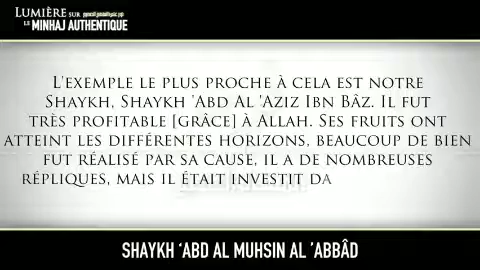 LUMIÈRE SUR
LE MINHAJ AUTHENTIQUE
L'EXEMPLE LE PLUS PROCHE À CELA EST NOTRE
SHAYKH, SHAYKH 'ABD AL 'AZIZ IBN BÂZ. IL FUT
TRÈS PROFITABLE [GRÂCE] À ALLAH. SES FRUITS ONT
ATTEINT LES DIFFÉRENTES HORIZONS, BEAUCOUP DE BIEN
FUT RÉALISÉ PAR SA CAUSE, IL A DE NOMBREUSES
RÉPLIQUES, MAIS IL ÉTAIT INVESTIT DA
SHAYKH 'ABD AL MUHSIN AL 'ABBÂD